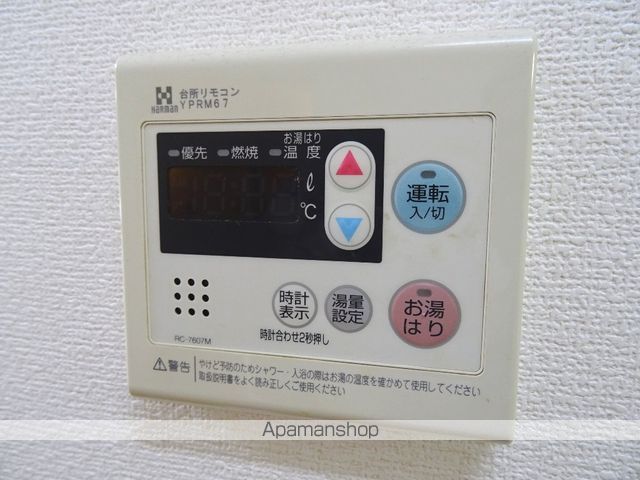 HARMAN
台所リモコン
YPRM67
優先 燃焼 お湯はり温度
ℓ
℃
運転
入/切
時計
表示
湯量
設定
お湯
はり
時計合わせ2秒押し
RC-7607M
⚠警告
やけど予防のためシャワー・入浴の際はお湯の温度を確かめて使用してください
取扱説明書をよく読み正しくご使用ください
Apamanshop